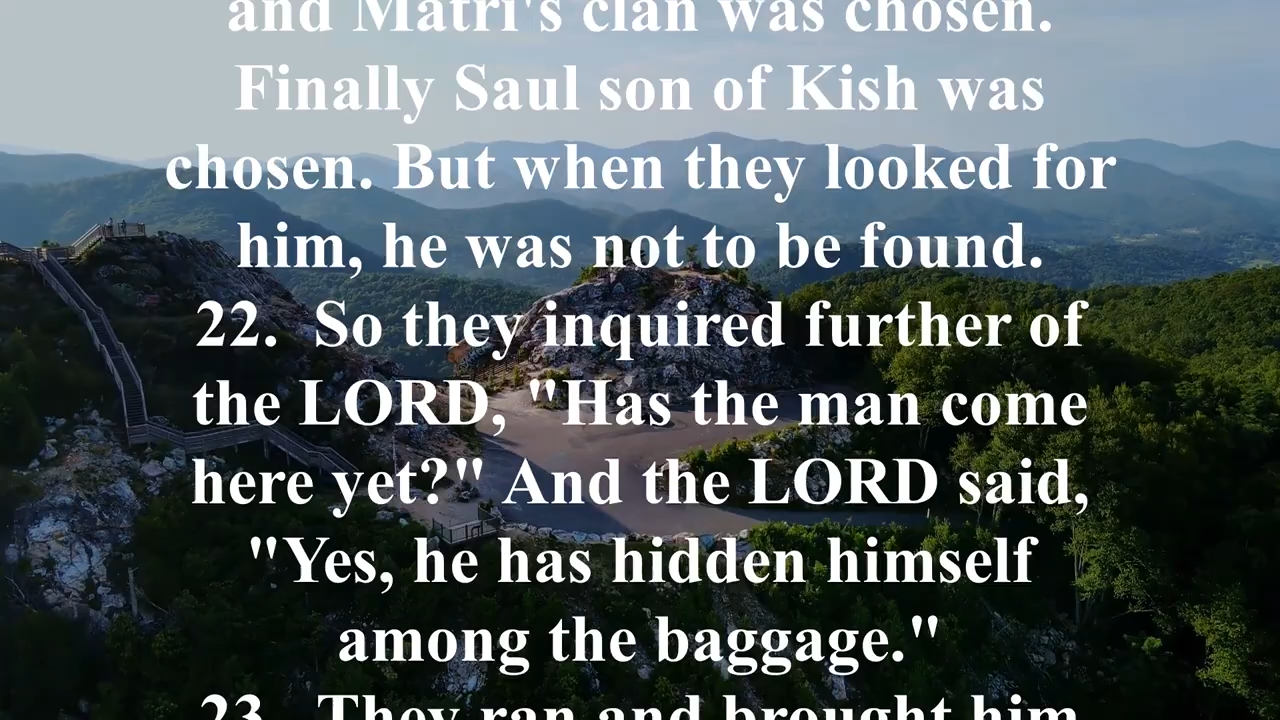 and Matri's clan was chosen.
Finally Saul son of Kish was
chosen. But when they looked for
him, he was not to be found.
22.  So they inquired further of
the LORD, "Has the man come
here yet?" And the LORD said,
"Yes, he has hidden himself
among the baggage."
23.  They ran and brought him